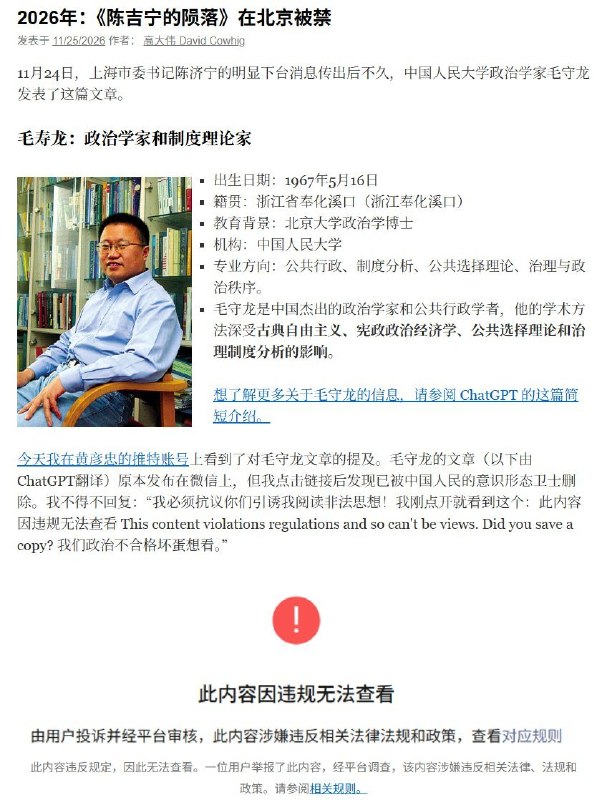 2026年：《陈吉宁的陨落》在北京被禁
发表于 11/25/2026 作者： 高大伟 David Cowhig
11月24日，上海市委书记陈济宁的明显下台消息传出后不久，中国人民大学政治学家毛守龙
发表了这篇文章。
毛寿龙：政治学家和制度理论家
出生日期：1967年5月16日
籍贯：浙江省奉化溪口（浙江奉化溪口）
教育背景：北京大学政治学博士
机构：中国人民大学
专业方向：公共行政、制度分析、公共选择理论、治理与政
治秩序。
毛守龙是中国杰出的政治学家和公共行政学者，他的学术方
法深受古典自由主义、宪政政治经济学、公共选择理论和治
理制度分析的影响。
想了解更多关于毛守龙的信息，请参阅 ChatGPT 的这篇简
短介绍。
今天我在黄彦忠的推特账号上看到了对毛守龙文章的提及。毛守龙的文章（以下由
ChatGPT翻译）原本发布在微信上，但我点击链接后发现已被中国人民的意识形态卫士删
除。我不得不回复：“我必须抗议你们引诱我阅读非法思想！我刚点开就看到这个：此内容
因违规无法查看 This content violations regulations and so can't be views. Did you save a
copy? 我们政治不合格坏蛋想看。”
!
此内容因违规无法查看
由用户投诉并经平台审核，此内容涉嫌违反相关法律法规和政策，查看对应规则
此内容违反规定，因此无法查看。一位用户举报了此内容，经平台调查，该内容涉嫌违反相关法律、法规和
政策。请参阅相关规则。